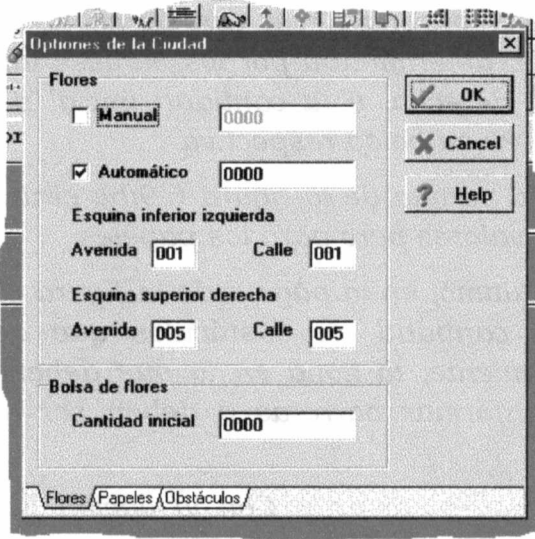 Optiones de la Ciudad
Flores
Manual 0000
Automático 0000
Esquina inferior izquierda
Avenida 001 Calle 001
Esquina superior derecha
Avenida 005 Calle 005
Bolsa de flores
Cantidad inicial 0000
Flores Papeles Obstáculos
OK
Cancel
Help